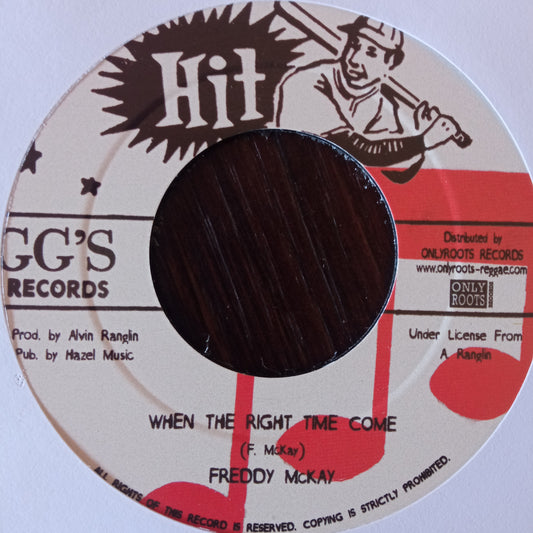 Hit
GG'S
RECORDS
Prod. by Alvin Ranglin
Pub. by Hazel Music
Distributed by
ONLYROOTS RECORDS
www.onlyroots-reggae.com
ONLY
ROOTS
Under License From
A. Ranglin
WHEN THE RIGHT TIME COME
(F. McKay)
FREDDY McKAY
ALL RIGHTS OF THIS RECORD IS RESERVED. COPYING IS STRICTLY PROHIBITED.